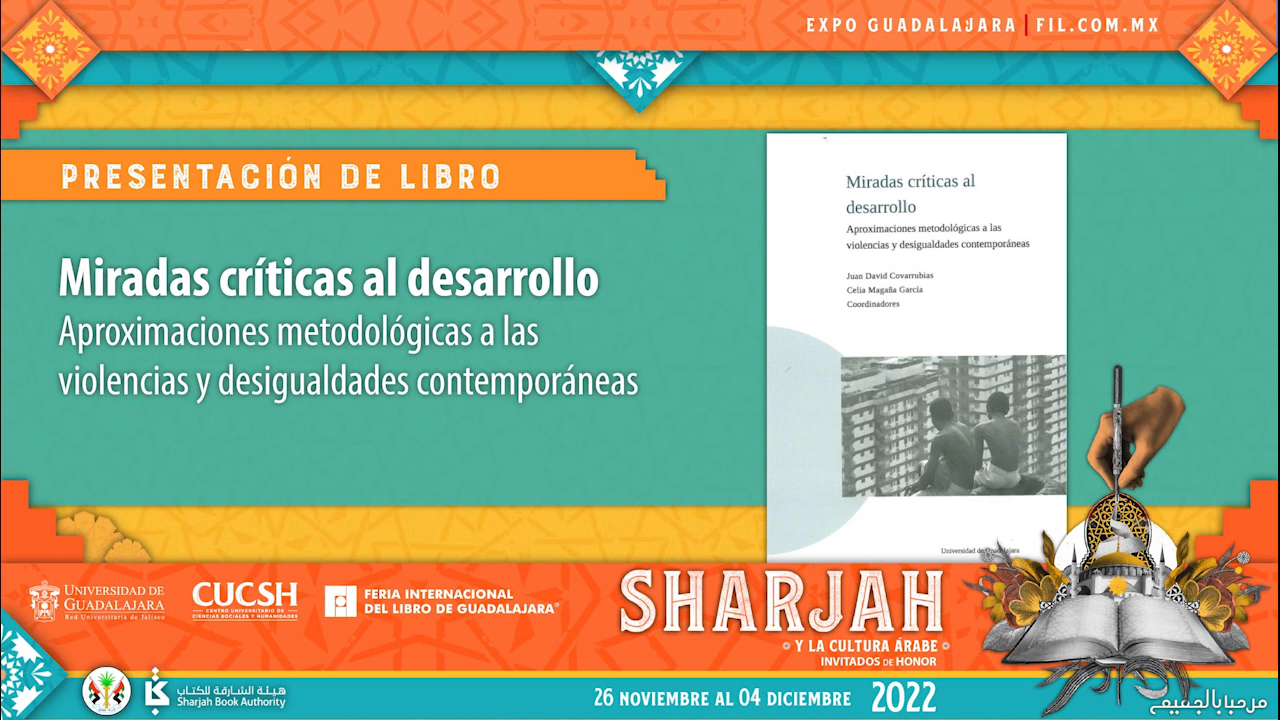 EXPO GUADALAJARA | FIL.COM.MX
PRESENTACIÓN DE LIBRO
Miradas críticas al desarrollo
Aproximaciones metodológicas a las
violencias y desigualdades contemporáneas
Miradas críticas al
desarrollo
Aproximaciones metodológicas a las
violencias y desigualdades contemporáneas
Juan David Covarrubias
Celia Magaña García
Coordinadores
Universidad de Guadalajara
UNIVERSIDAD DE
GUADALAJARA
Red Universitaria de Jalisco
CUCSH
CENTRO UNIVERSITARIO DE
CIENCIAS SOCIALES Y HUMANIDADES
FERIA INTERNACIONAL
DEL LIBRO DE GUADALAJARA®
SHARJAH
Y LA CULTURA ÁRABE
INVITADOS DE HONOR
هيئة الشارقة للكتاب
Sharjah Book Authority
26 NOVIEMBRE AL 04 DICIEMBRE 2022
مرحبا بالجميع